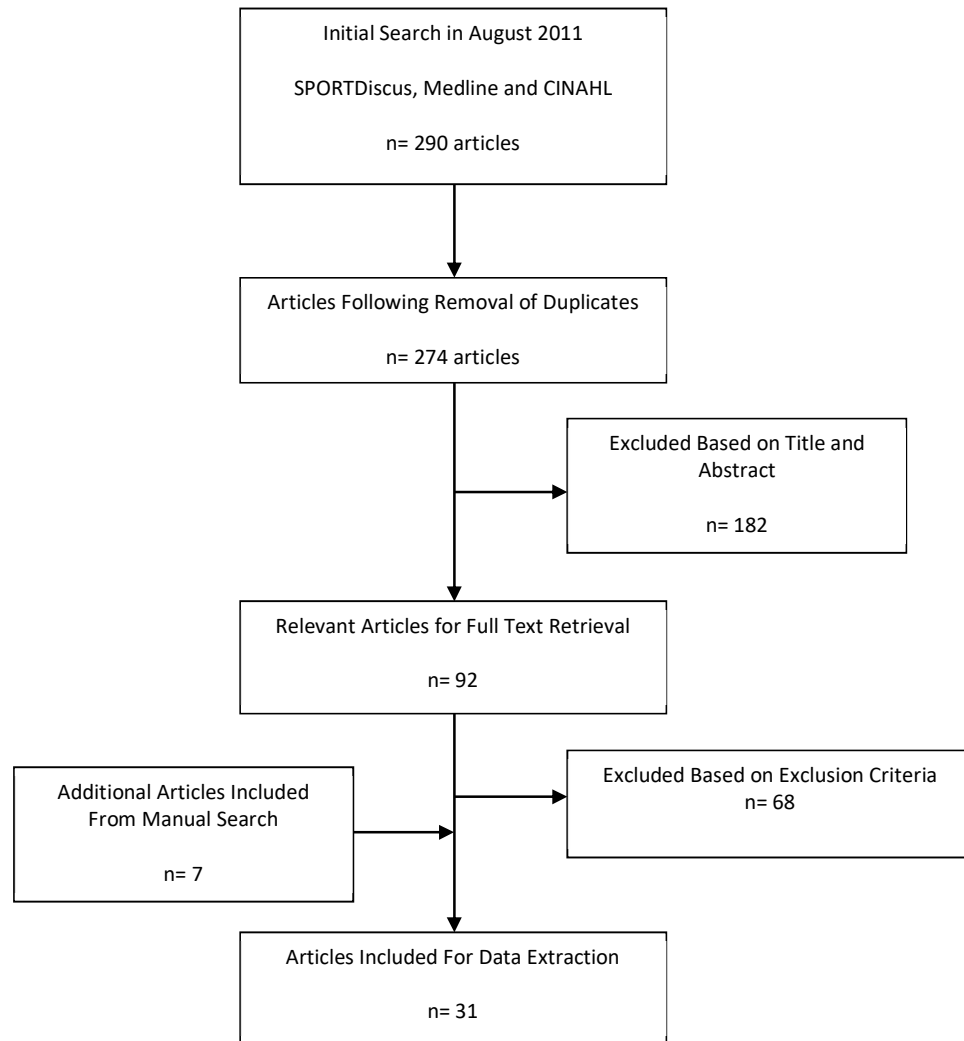 Initial Search in August 2011
SPORTDiscus, Medline and CINAHL
n= 290 articles
Articles Following Removal of Duplicates
n= 274 articles
Excluded Based on Title and
Abstract
n= 182
Relevant Articles for Full Text Retrieval
n= 92
Excluded Based on Exclusion Criteria
n= 68
Additional Articles Included
From Manual Search
n= 7
Articles Included For Data Extraction
n= 31